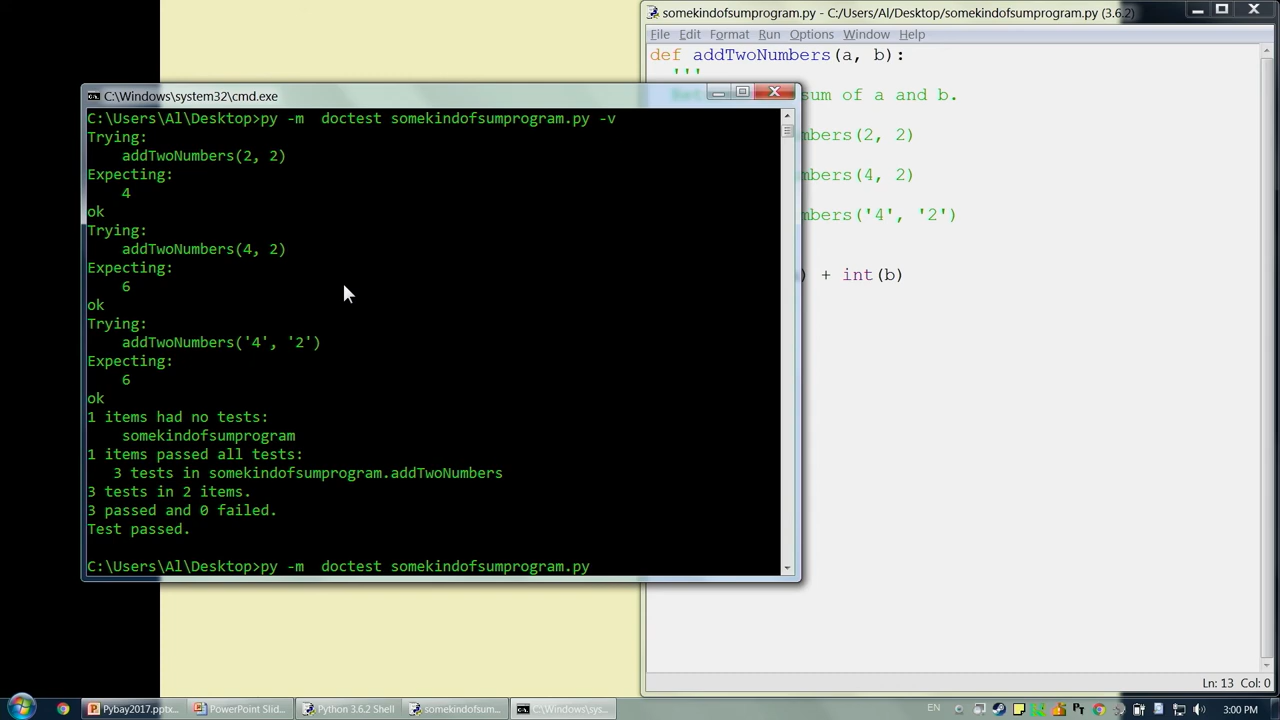 somekindofsumprogram.py - C:/Users/Al/Desktop/somekindofsumprogram.py (3.6.2)
File Edit Format Run Options Window Help
def addTwoNumbers(a, b):
'''
sum of a and b.
mbers(2, 2)
mbers(4, 2)
mbers('4', '2')
) + int(b)
Ln: 13 Col: 0
C:\Windows\system32\cmd.exe
C:\Users\Al\Desktop>py -m  doctest somekindofsumprogram.py -v
Trying:
addTwoNumbers(2, 2)
Expecting:
4
ok
Trying:
addTwoNumbers(4, 2)
Expecting:
6
ok
Trying:
addTwoNumbers('4', '2')
Expecting:
6
ok
1 items had no tests:
somekindofsumprogram
1 items passed all tests:
3 tests in somekindofsumprogram.addTwoNumbers
3 tests in 2 items.
3 passed and 0 failed.
Test passed.
C:\Users\Al\Desktop>py -m  doctest somekindofsumprogram.py
Pybay2017.pptx...
PowerPoint Slid...
Python 3.6.2 Shell
somekindofsum...
C:\Windows\sys...
EN
3:00 PM